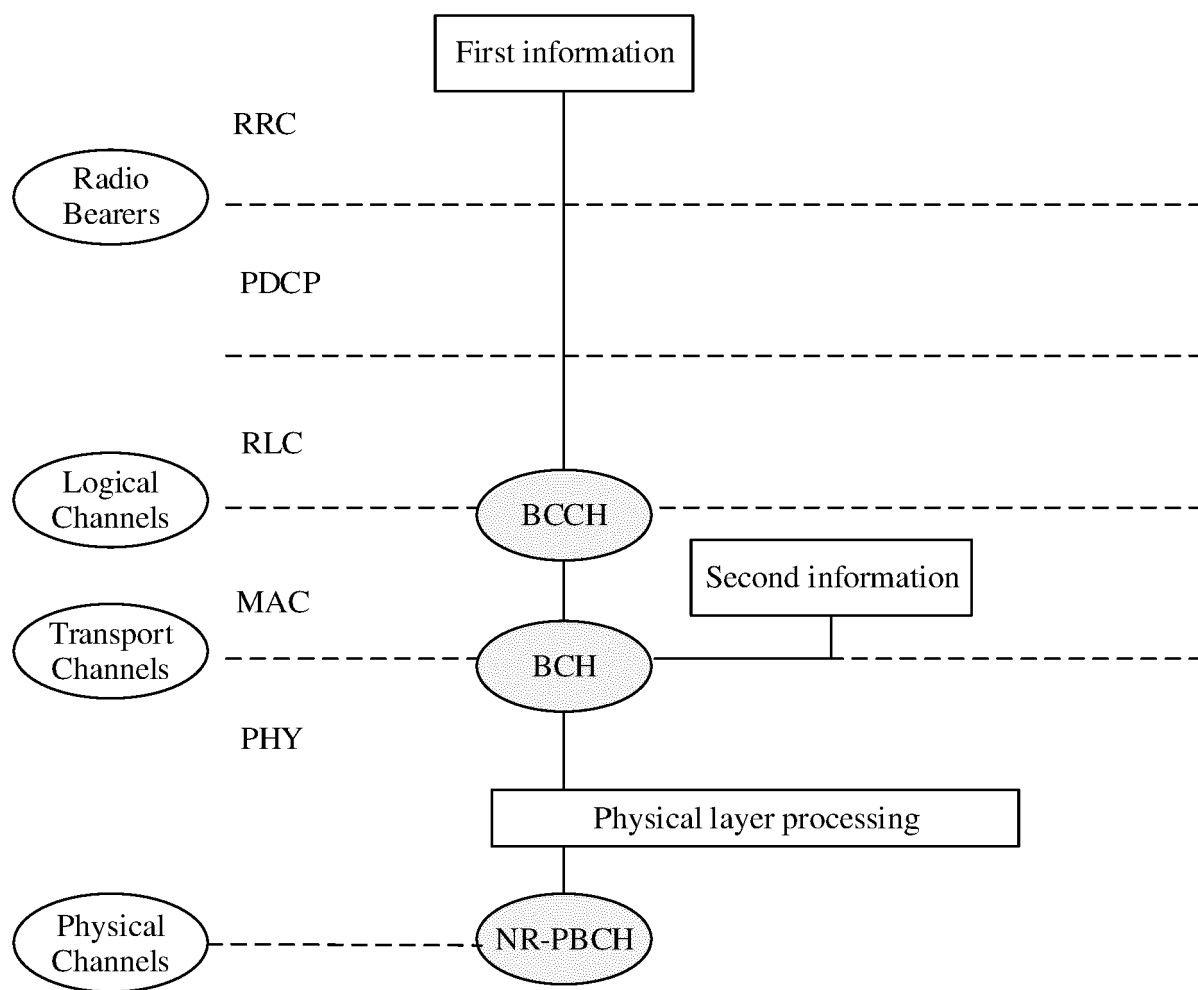 First information
RRC
Radio
Bearers
PDCP
RLC
Logical
Channels
BCCH
Second information
MAC
Transport
Channels
BCH
PHY
Physical layer processing
Physical
Channels
NR-PBCH